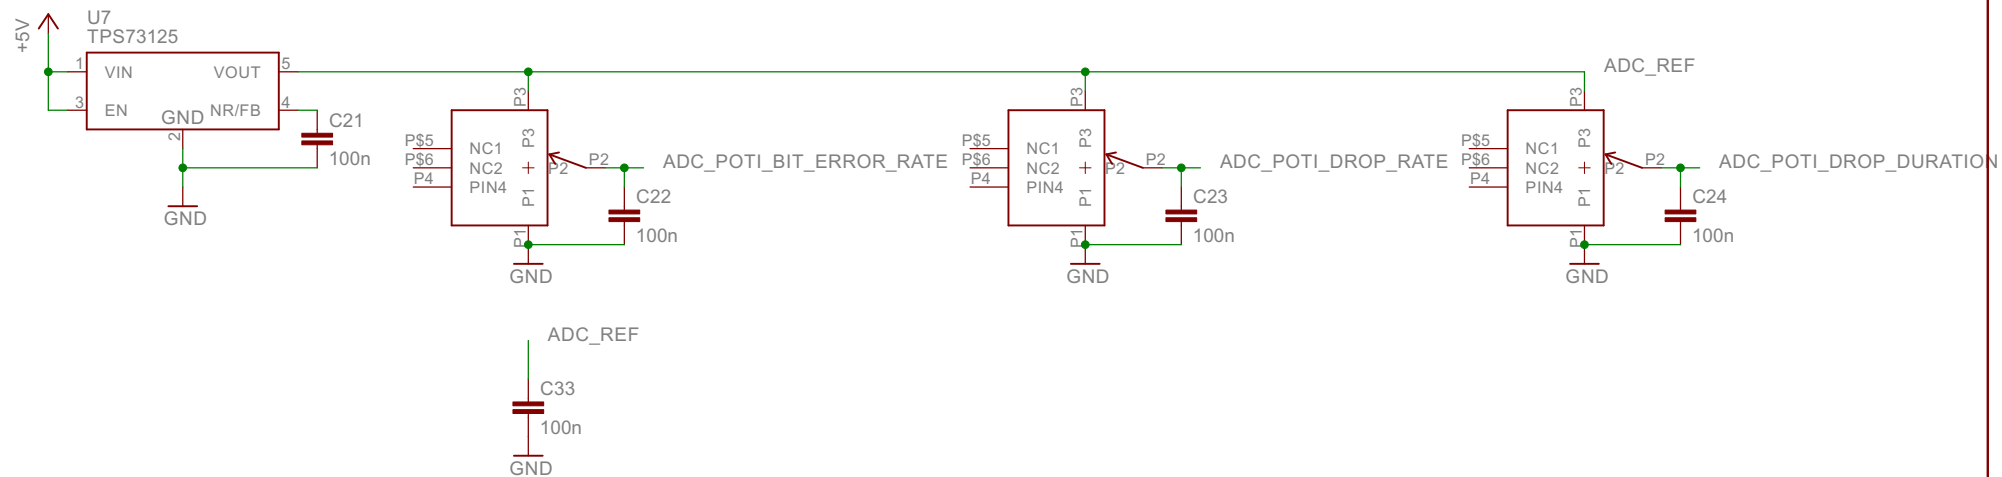 +5V
U7
TPS73125
1 VIN VOUT 5
3 EN GND NR/FB 4
2
C21
100n
GND
ADC_REF
P3
P$5 NC1 P3
P$6 NC2 P2 P2 ADC_POTI_BIT_ERROR_RATE
P4 PIN4 P1
C22
100n
P1
GND
P3
P$5 NC1 P3
P$6 NC2 P2 P2 ADC_POTI_DROP_RATE
P4 PIN4 P1
C23
100n
P1
GND
P3
P$5 NC1 P3
P$6 NC2 P2 P2 ADC_POTI_DROP_DURATION
P4 PIN4 P1
C24
100n
P1
GND
ADC_REF
C33
100n
GND